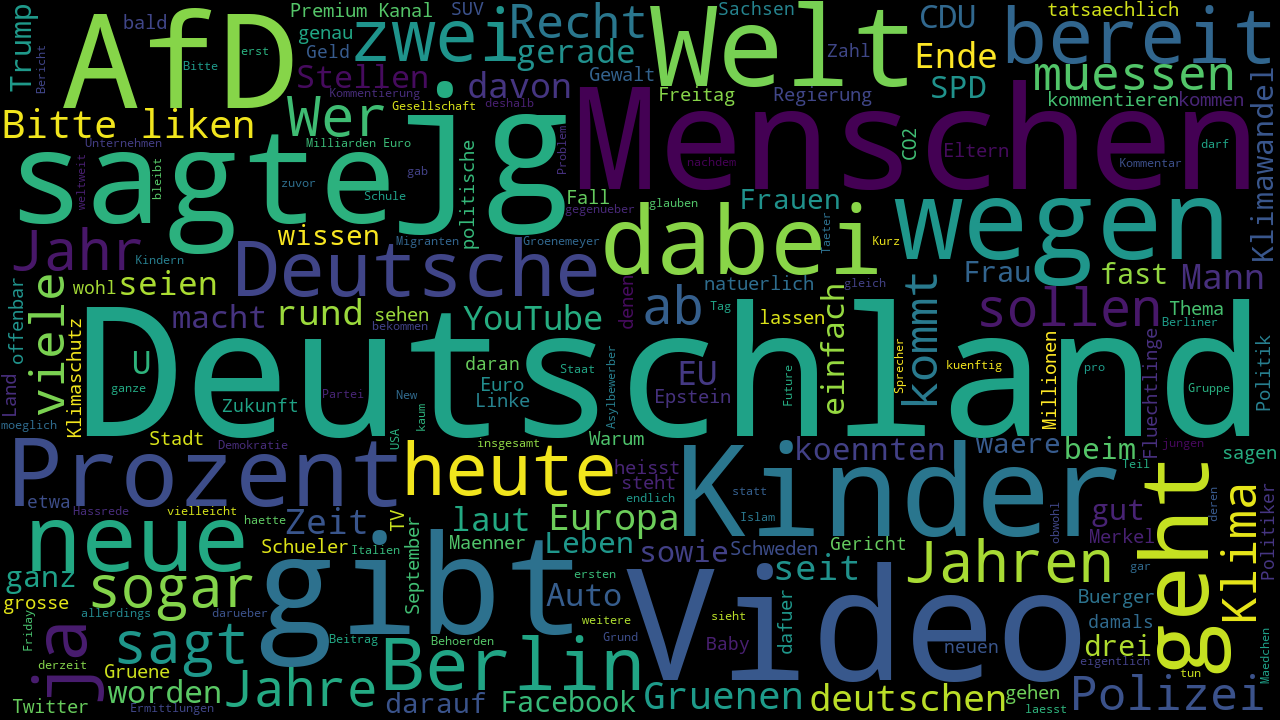 Premium Kanal
SUV
Sachsen
CDU
tatsaechlich
AfD
bald
genau
Geld
erst
Bitte
zwei
Recht
gerade
Welt
Zahl
Ende
bereit
Trump
Bericht
Stellen
Kommentierung
davon
Gewalt
Freitag
Regierung
SPD
muessen
kommentieren
kommen
Bitte liken
Wer
Gesellschaft
deshalb
Menschen
nachdem
CO2
Eltern
Kommentar
darf
Klimawandel
Unternehmen
Milliarden Euro
sagte
jg
weltweit
bleibt
zuvor
Schule
gab
politische
Problem
Fall
gegenueber
glauben
Frauen
wegen
Jahr
Kindern
wissen
Migranten
Groenemeyer
dabei
taeter
Kurz
Deutsche
wohl
seien
natuerlich
gleich
Frau
fast
Mann
offenbar
viele
macht
rund
sehen
bekommen
YouTube
denen
ab
Tag
lassen
einfach
kommt
sollen
Thema
Berliner
Deutschland
Land
moeglich
Klimaschutz
U
ganze
Zukunft
Partei
New
kaum
daran
Euro
Linke
Staat
Asylbewerber
EU
Epstein
Future
Sprecher
kuenftig
Millionen
pro
Fluechtlinge
Gruppe
Politik
Stadt
Demokratie
USA
insgesamt
Warum
koennten
waere
beim
Teil
jungen
sagen
Prozent
etwa
Hassrede
vielleicht
heute
heisst
steht
endlich
Kinder
statt
Islam
obwohl
geht
deren
Politiker
neue
haette
Zeit
TV
laut
Europa
gut
Merkel
Klima
Schueler
Italien
September
Maenner
Leben
sowie
Schweden
Gericht
gar
ganz
sogar
gibt
ersten
seit
Jahren
grosse
allerdings
darueber
Auto
Video
dafuer
Buerger
Friday
ja
sagt
weitere
sieht
damals
derzeit
Beitrag
Behoerden
Grund
Baby
neuen
drei
eigentlich
Maedchen
Gruene
Berlin
tun
Twitter
worden
Ermittlungen
Jahre
darauf
Facebook
Gruenen
deutschen
gehen
laesst
Polizei